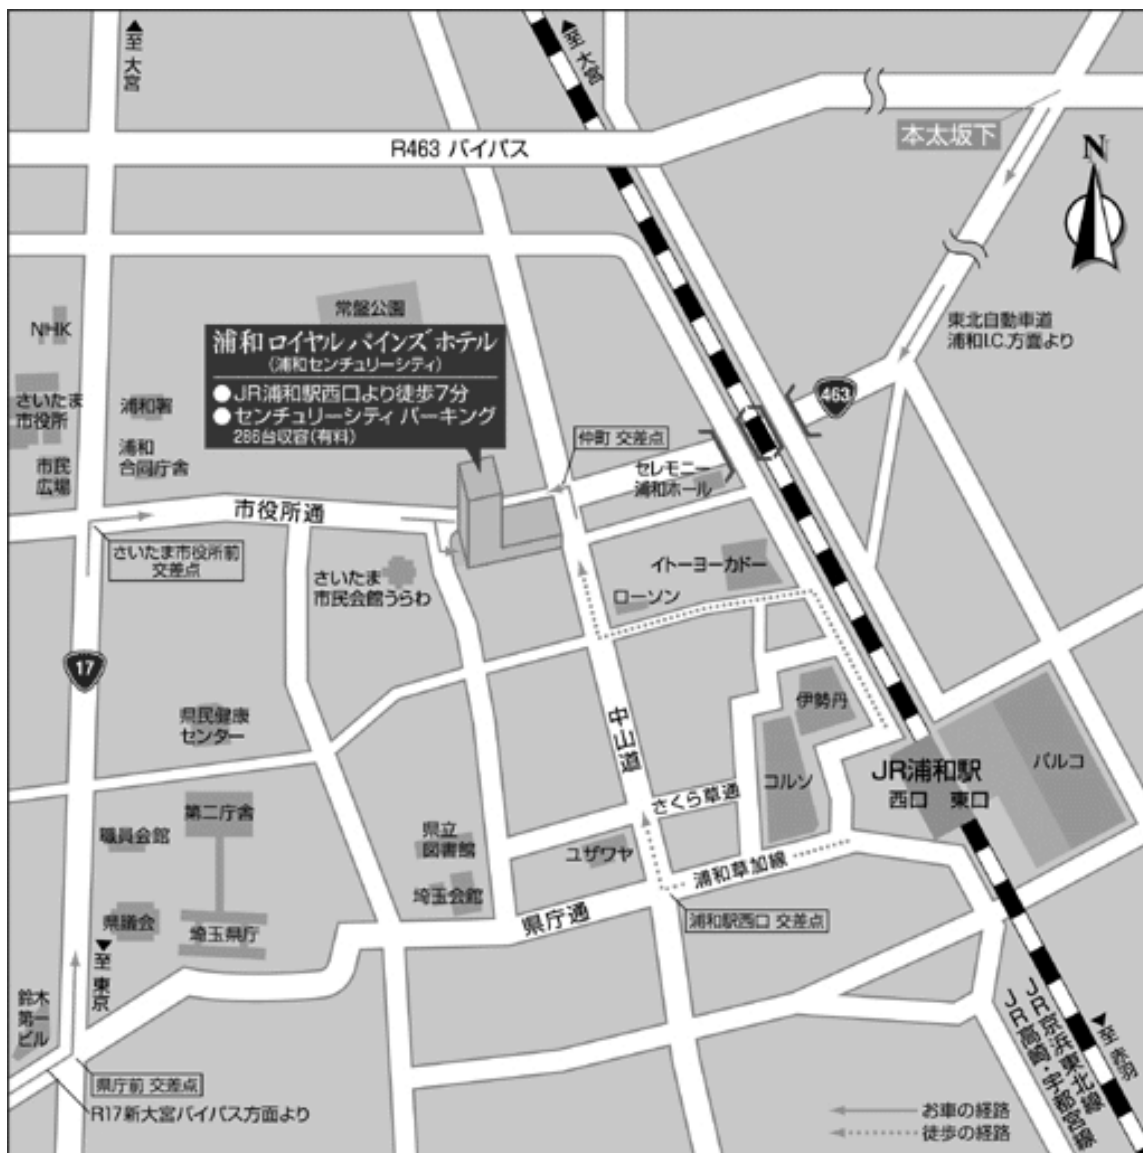 至 大宮
至 大宮
R463 バイパス
本太坂下
N
常盤公園
NHK
浦和 ロイヤル パインズ ホテル
(浦和センチュリーシティ)
●JR浦和駅西口より徒歩7分
●センチュリーシティ パーキング
286台収容(有料)
東北自動車道
浦和I.C.方面より
463
さいたま
市役所
浦和署
浦和
合同庁舎
市民
広場
仲町 交差点
セレモニー
浦和ホール
市役所通
さいたま市役所前
交差点
さいたま
市民会館うらわ
イトーヨーカドー
ローソン
17
県民健康
センター
中山道
伊勢丹
コルソ
JR浦和駅
西口 東口
パルコ
さくら草通
第二庁舎
職員会館
県立
図書館
ユザワヤ
浦和草加線
埼玉会館
県庁通
浦和駅西口 交差点
県議会
埼玉県庁
至 東京
鈴木
第一
ビル
県庁前 交差点
R17新大宮バイパス方面より
JR京浜東北線
JR高崎・宇都宮線
至 赤羽
お車の経路
徒歩の経路